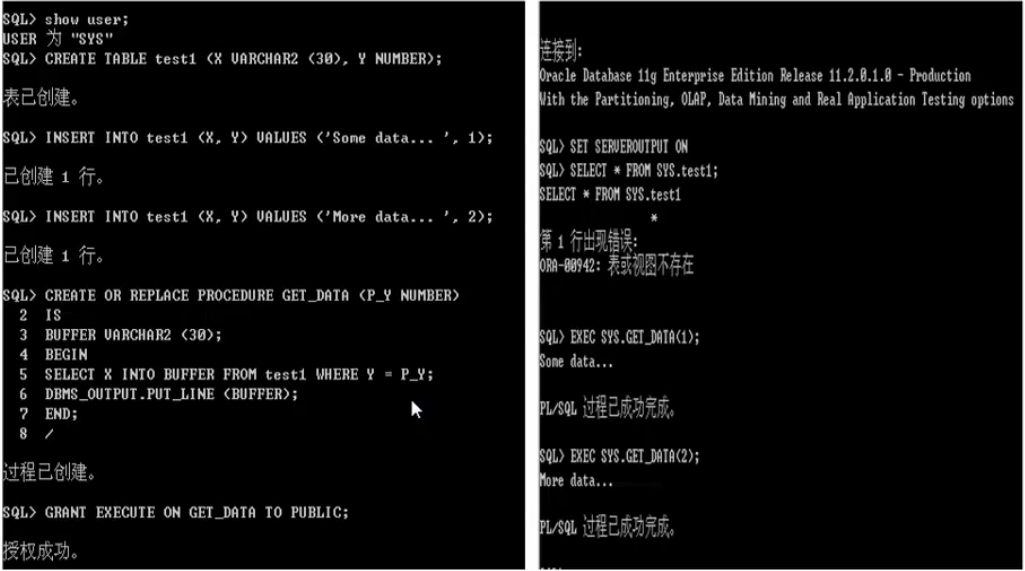 SQL> show user;
USER 为 "SYS"
SQL> CREATE TABLE test1 (X VARCHAR2 (30), Y NUMBER);
表已创建。
SQL> INSERT INTO test1 (X, Y) VALUES ('Some data... ', 1);
已创建 1 行。
SQL> INSERT INTO test1 (X, Y) VALUES ('More data... ', 2);
已创建 1 行。
SQL> CREATE OR REPLACE PROCEDURE GET_DATA (P_Y NUMBER)
2 IS
3 BUFFER VARCHAR2 (30);
4 BEGIN
5 SELECT X INTO BUFFER FROM test1 WHERE Y = P_Y;
6 DBMS_OUTPUT.PUT_LINE (BUFFER);
7 END;
8 /
过程已创建。
SQL> GRANT EXECUTE ON GET_DATA TO PUBLIC;
授权成功。
连接到:
Oracle Database 11g Enterprise Edition Release 11.2.0.1.0 - Production
With the Partitioning, OLAP, Data Mining and Real Application Testing options
SQL> SET SERVEROUTPUT ON
SQL> SELECT * FROM SYS.test1;
SELECT * FROM SYS.test1
*
第 1 行出现错误:
ORA-00942: 表或视图不存在
SQL> EXEC SYS.GET_DATA(1);
Some data...
PL/SQL 过程已成功完成。
SQL> EXEC SYS.GET_DATA(2);
More data...
PL/SQL 过程已成功完成。